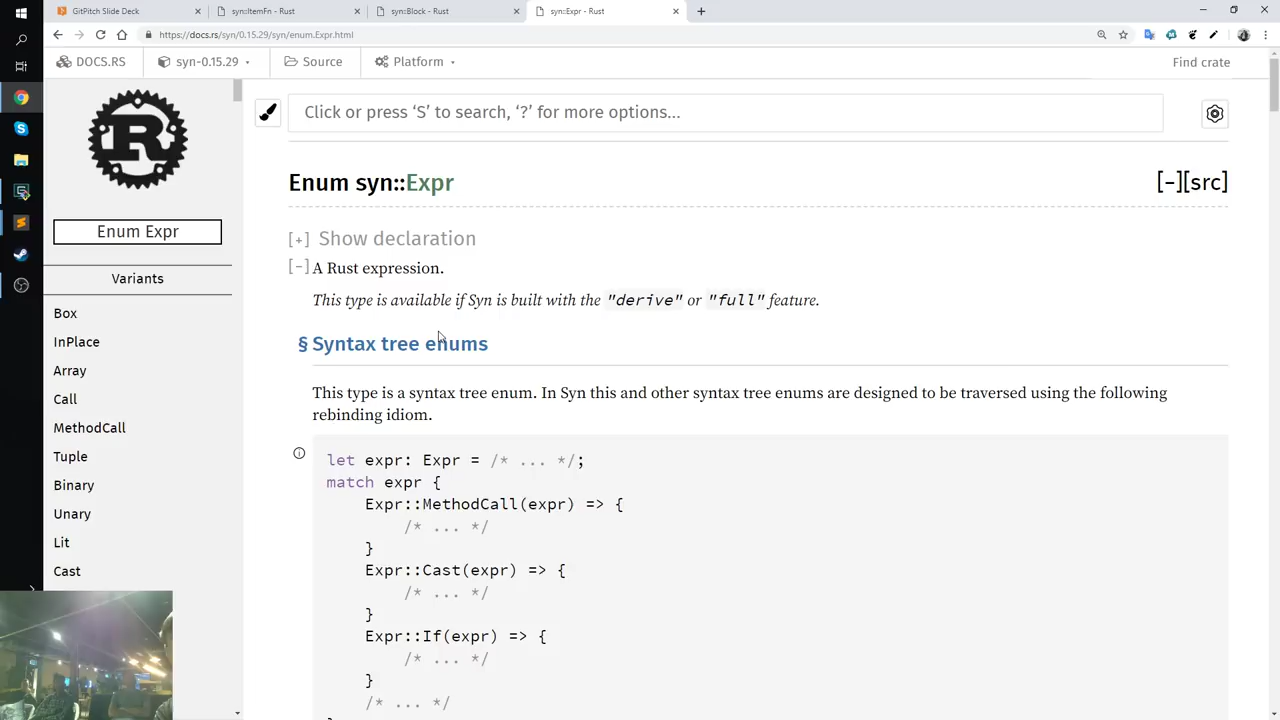 GitPitch Slide Deck
syn::ItemFn - Rust
syn::Block - Rust
syn::Expr - Rust
https://docs.rs/syn/0.15.29/syn/enum.Expr.html
DOCS.RS
syn-0.15.29
Source
Platform
Find crate
Click or press ‘S’ to search, ‘?’ for more options...
R
Enum Expr
Variants
Box
InPlace
Array
Call
MethodCall
Tuple
Binary
Unary
Lit
Cast
Enum syn::Expr
[-][src]
[+] Show declaration
[-] A Rust expression.
This type is available if Syn is built with the "derive" or "full" feature.
§ Syntax tree enums
This type is a syntax tree enum. In Syn this and other syntax tree enums are designed to be traversed using the following
rebinding idiom.
let expr: Expr = /* ... */;
match expr {
Expr::MethodCall(expr) => {
/* ... */
}
Expr::Cast(expr) => {
/* ... */
}
Expr::If(expr) => {
/* ... */
}
/* ... */